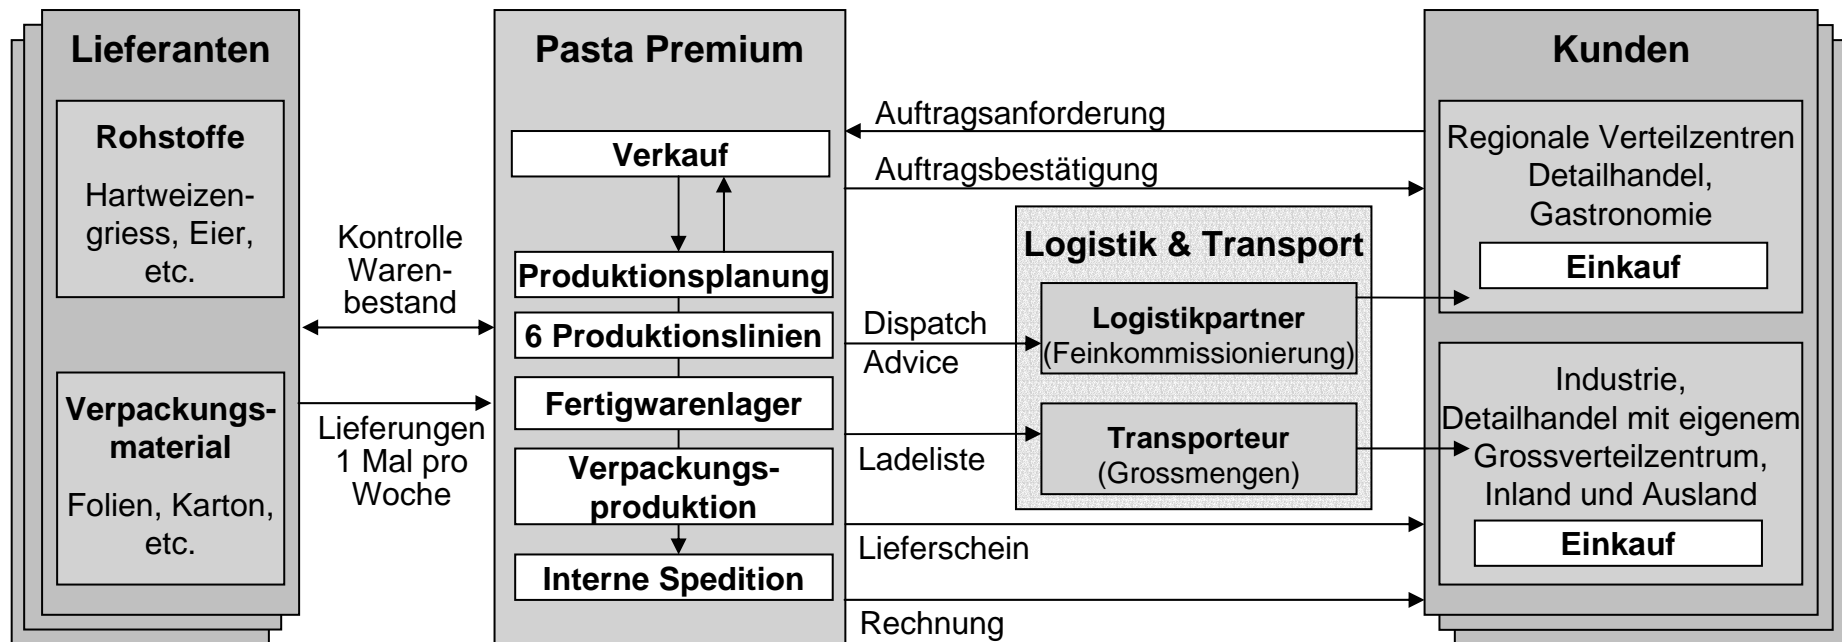 Lieferanten
Rohstoffe
Hartweizen-
griess, Eier,
etc.
Verpackungs-
material
Folien, Karton,
etc.
Kontrolle
Waren-
bestand
Lieferungen
1 Mal pro
Woche
Pasta Premium
Verkauf
Produktionsplanung
6 Produktionslinien
Fertigwarenlager
Verpackungs-
produktion
Interne Spedition
Auftragsanforderung
Auftragsbestätigung
Dispatch
Advice
Ladeliste
Lieferschein
Rechnung
Logistik & Transport
Logistikpartner
(Feinkommissionierung)
Transporteur
(Grossmengen)
Kunden
Regionale Verteilzentren
Detailhandel,
Gastronomie
Einkauf
Industrie,
Detailhandel mit eigenem
Grossverteilzentrum,
Inland und Ausland
Einkauf